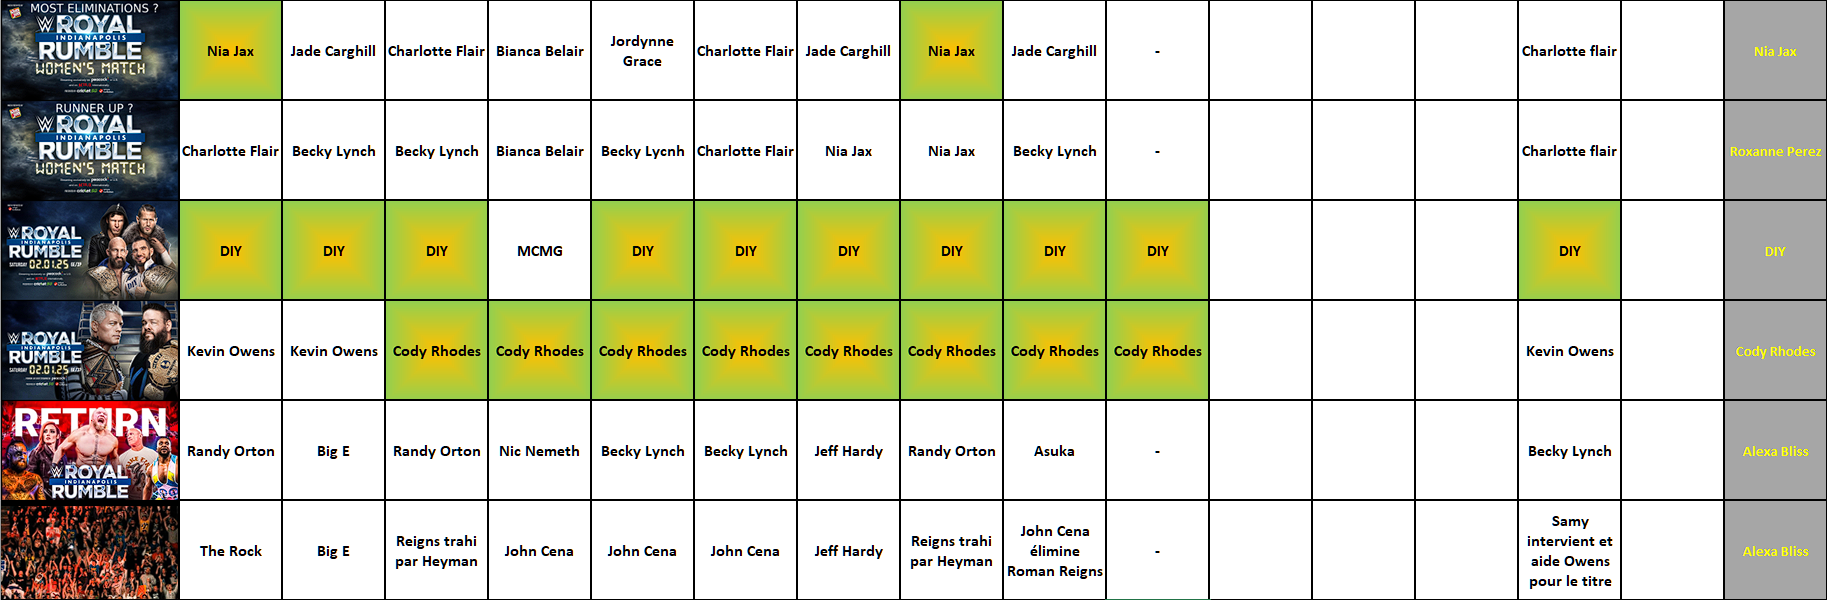 MOST ELIMINATIONS ?
ROYAL
INDIANAPOLIS
RUMBLE
WOMEN'S MATCH
Nia Jax
Jade Carghill
Charlotte Flair
Bianca Belair
Jordynne
Grace
Charlotte Flair
Jade Carghill
Nia Jax
Jade Carghill
-
Charlotte flair
Nia Jax
RUNNER UP ?
ROYAL
INDIANAPOLIS
RUMBLE
WOMEN'S MATCH
Charlotte Flair
Becky Lynch
Becky Lynch
Bianca Belair
Becky Lycnh
Charlotte Flair
Nia Jax
Nia Jax
Becky Lynch
-
Charlotte flair
Roxanne Perez
ROYAL
INDIANAPOLIS
RUMBLE
SATURDAY 02.01.25
DIY
DIY
DIY
MCMG
DIY
DIY
DIY
DIY
DIY
DIY
DIY
DIY
ROYAL
INDIANAPOLIS
RUMBLE
SATURDAY 02.01.25
Kevin Owens
Kevin Owens
Cody Rhodes
Cody Rhodes
Cody Rhodes
Cody Rhodes
Cody Rhodes
Cody Rhodes
Cody Rhodes
Cody Rhodes
Kevin Owens
Cody Rhodes
RETURN
ROYAL
INDIANAPOLIS
RUMBLE
Randy Orton
Big E
Randy Orton
Nic Nemeth
Becky Lynch
Becky Lynch
Jeff Hardy
Randy Orton
Asuka
-
Becky Lynch
Alexa Bliss
The Rock
Big E
Reigns trahi
par Heyman
John Cena
John Cena
John Cena
Jeff Hardy
Reigns trahi
par Heyman
John Cena
élimine
Roman Reigns
-
Samy
intervient et
aide Owens
pour le titre
Alexa Bliss